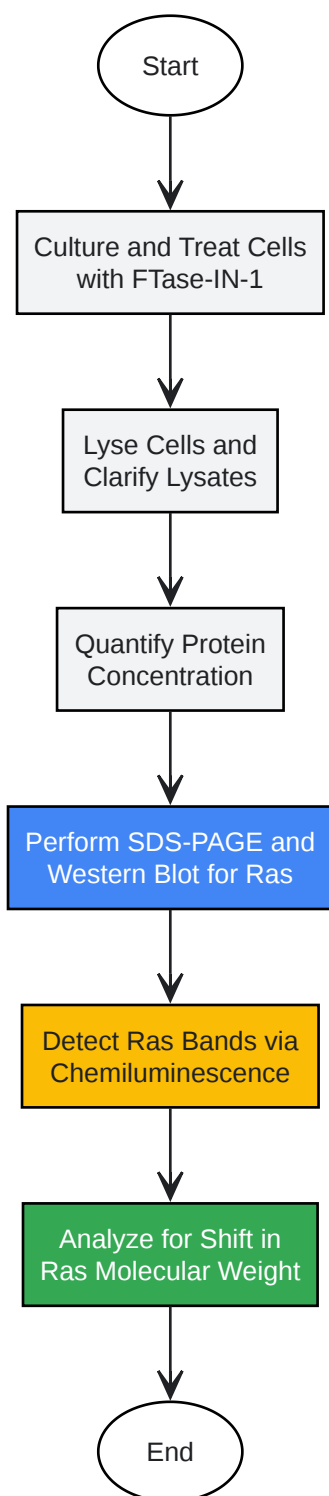 Start
Culture and Treat Cells
with FTase-IN-1
Lyse Cells and
Clarify Lysates
Quantify Protein
Concentration
Perform SDS-PAGE and
Western Blot for Ras
Detect Ras Bands via
Chemiluminescence
Analyze for Shift in
Ras Molecular Weight
End